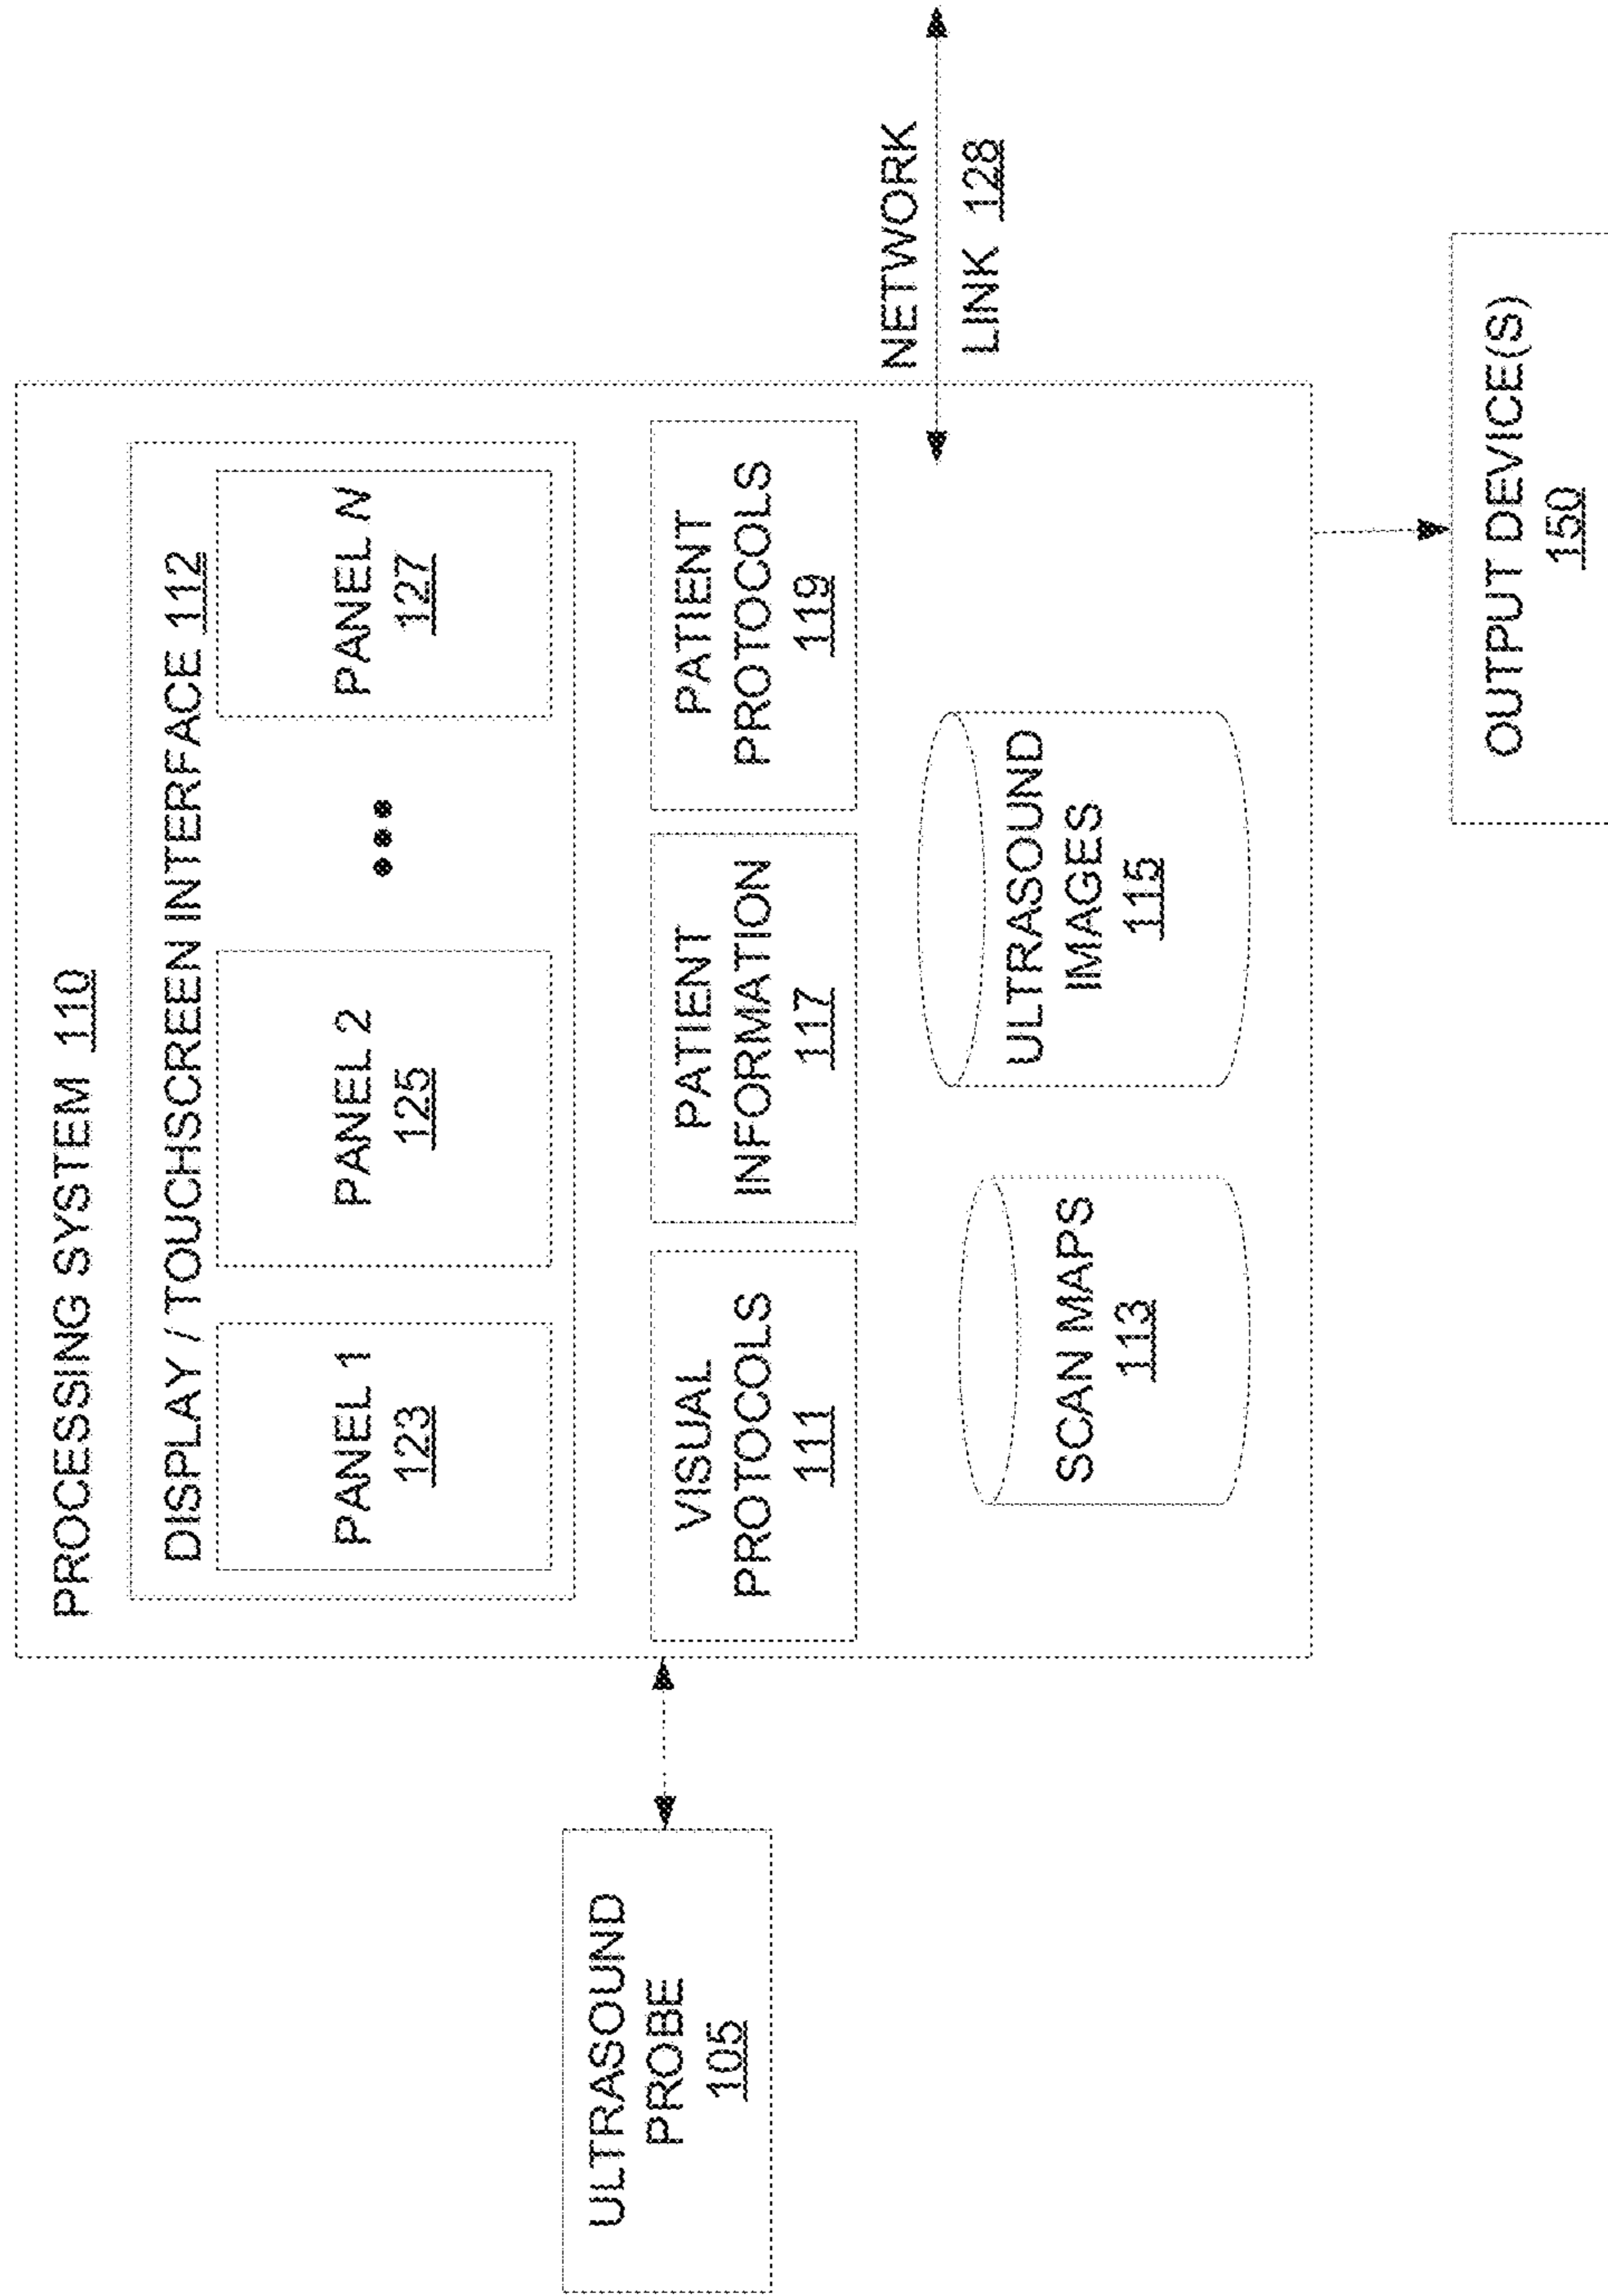 PROCESSING SYSTEM 110
DISPLAY / TOUCHSCREEN INTERFACE 112
PANEL 1
123
PANEL 2
125
PANEL N
127
VISUAL
PROTOCOLS
111
PATIENT
INFORMATION
117
PATIENT
PROTOCOLS
119
SCAN MAPS
113
ULTRASOUND
IMAGES
115
ULTRASOUND
PROBE
105
NETWORK
LINK 128
OUTPUT DEVICE(S)
150